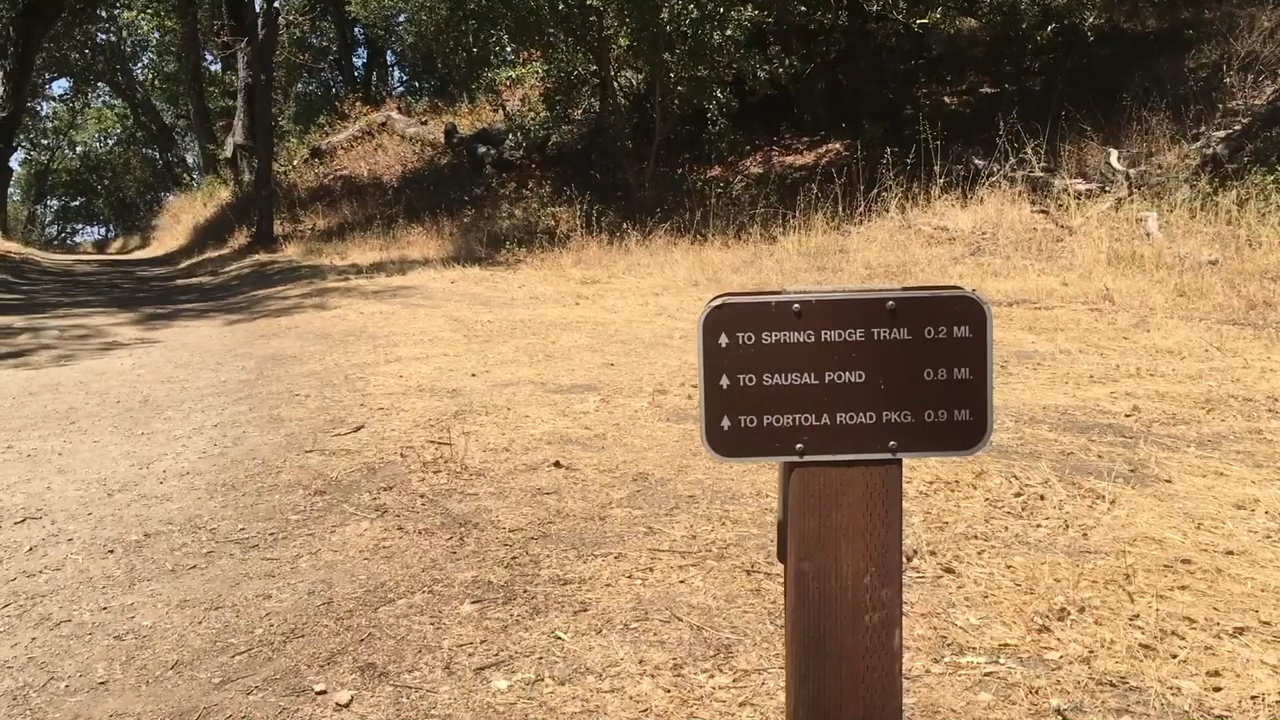 TO SPRING RIDGE TRAIL 0.2 MI.
TO SAUSAL POND 0.8 MI.
TO PORTOLA ROAD PKG. 0.9 MI.